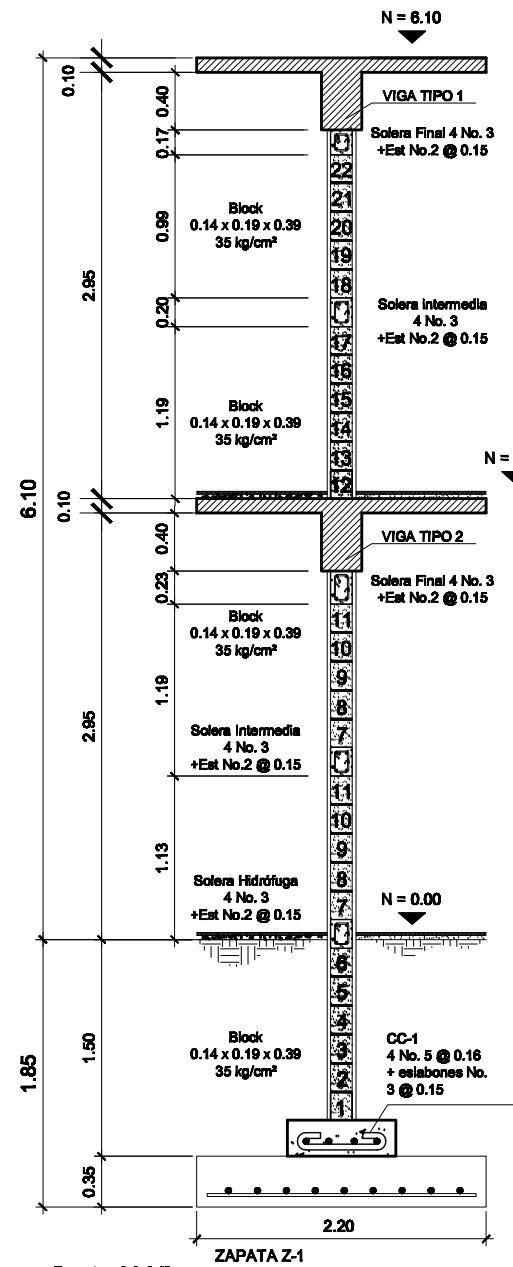 N = 6.10
0.10
0.40
VIGA TIPO 1
0.17
Solera Final 4 No. 3
+Est No.2 @ 0.15
22
21
20
19
18
0.99
Block
0.14 x 0.19 x 0.39
35 kg/cm²
2.95
0.20
Solera intermedia
4 No. 3
+Est No.2 @ 0.15
17
16
15
14
13
12
1.19
Block
0.14 x 0.19 x 0.39
35 kg/cm²
N =
6.10
0.10
0.40
VIGA TIPO 2
0.23
Solera Final 4 No. 3
+Est No.2 @ 0.15
Block
0.14 x 0.19 x 0.39
35 kg/cm²
11
10
9
8
7
1.19
2.95
Solera Intermedia
4 No. 3
+Est No.2 @ 0.15
11
10
9
8
7
1.13
Solera Hidrófuga
4 No. 3
+Est No.2 @ 0.15
N = 0.00
6
5
4
3
2
1
1.50
1.85
Block
0.14 x 0.19 x 0.39
35 kg/cm²
CC-1
4 No. 5 @ 0.16
+ eslabones No.
3 @ 0.15
0.35
2.20
ZAPATA Z-1